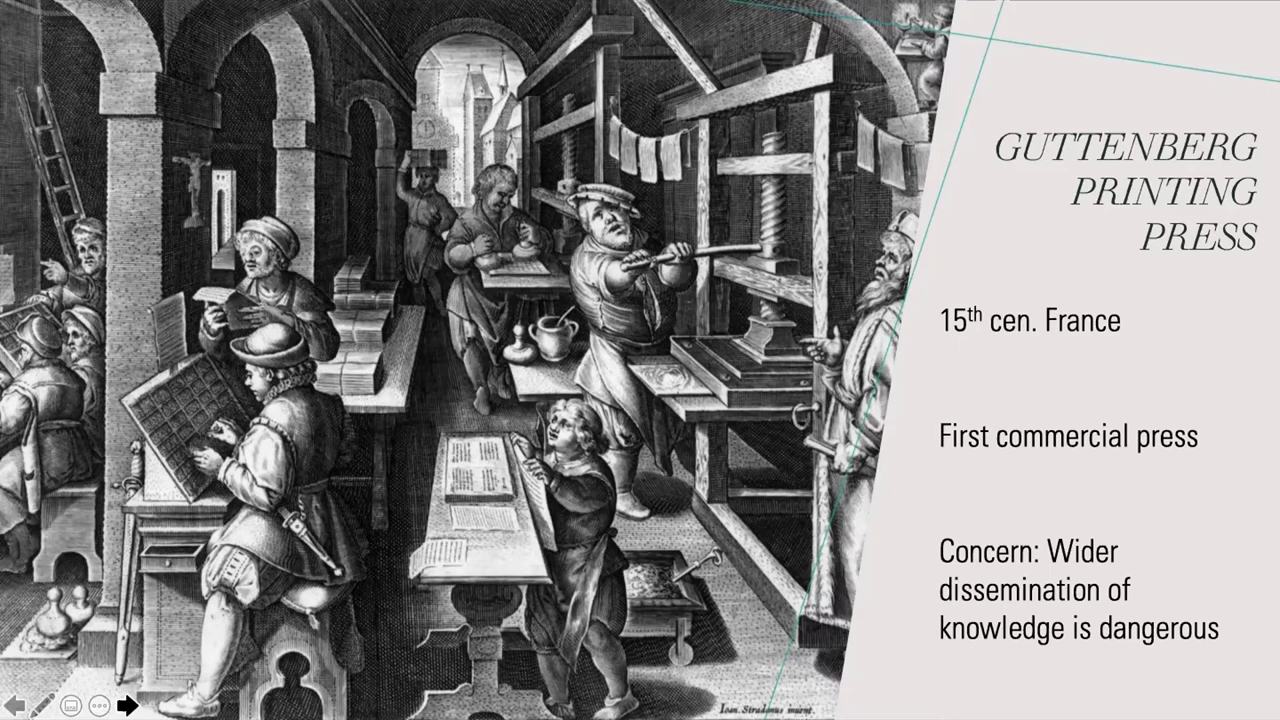 GUTTENBERG
PRINTING
PRESS
15th cen. France
First commercial press
Concern: Wider
dissemination of
knowledge is dangerous
Ioan. Stradanus invent.